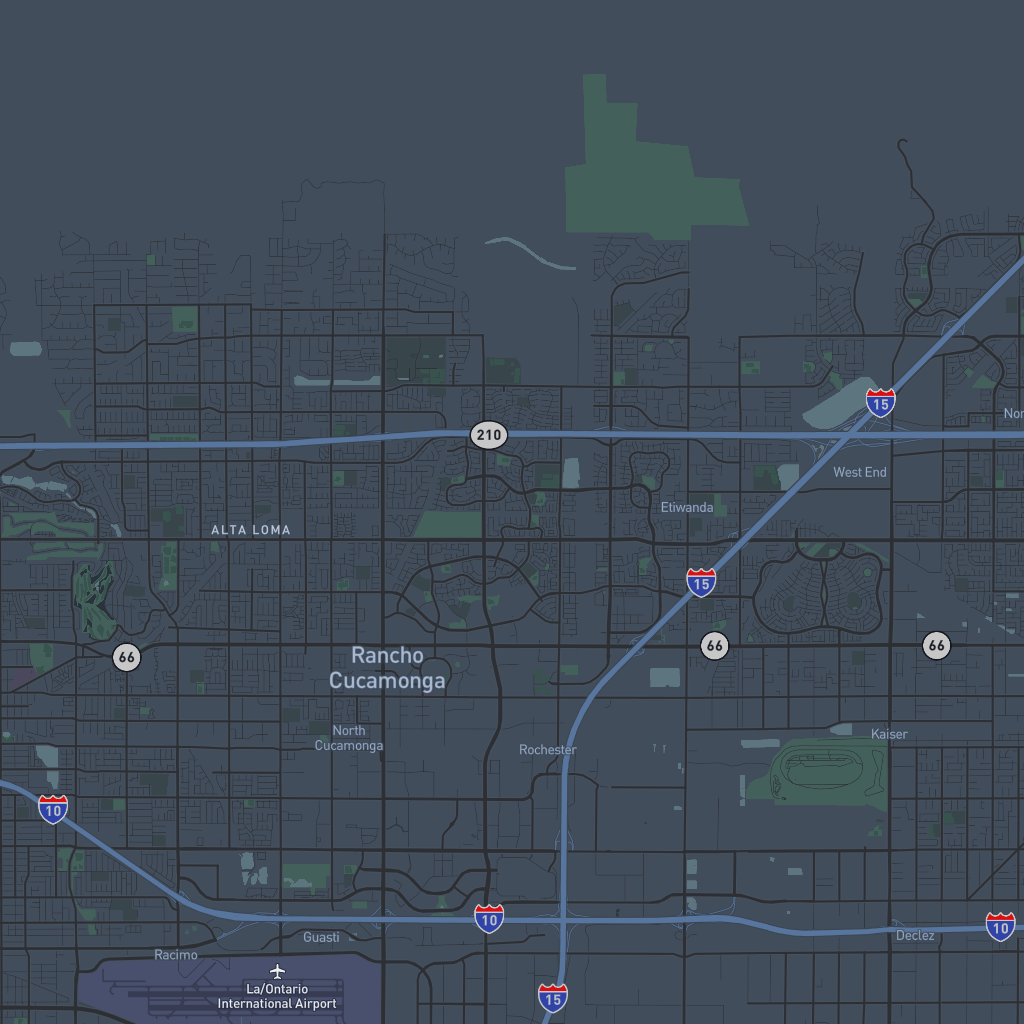 15
Nor
210
West End
Etiwanda
ALTA LOMA
15
66
66
66
Rancho
Cucamonga
North
Cucamonga
Rochester
Kaiser
10
10
10
Guasti
Declez
Racimo
La/Ontario
International Airport
15